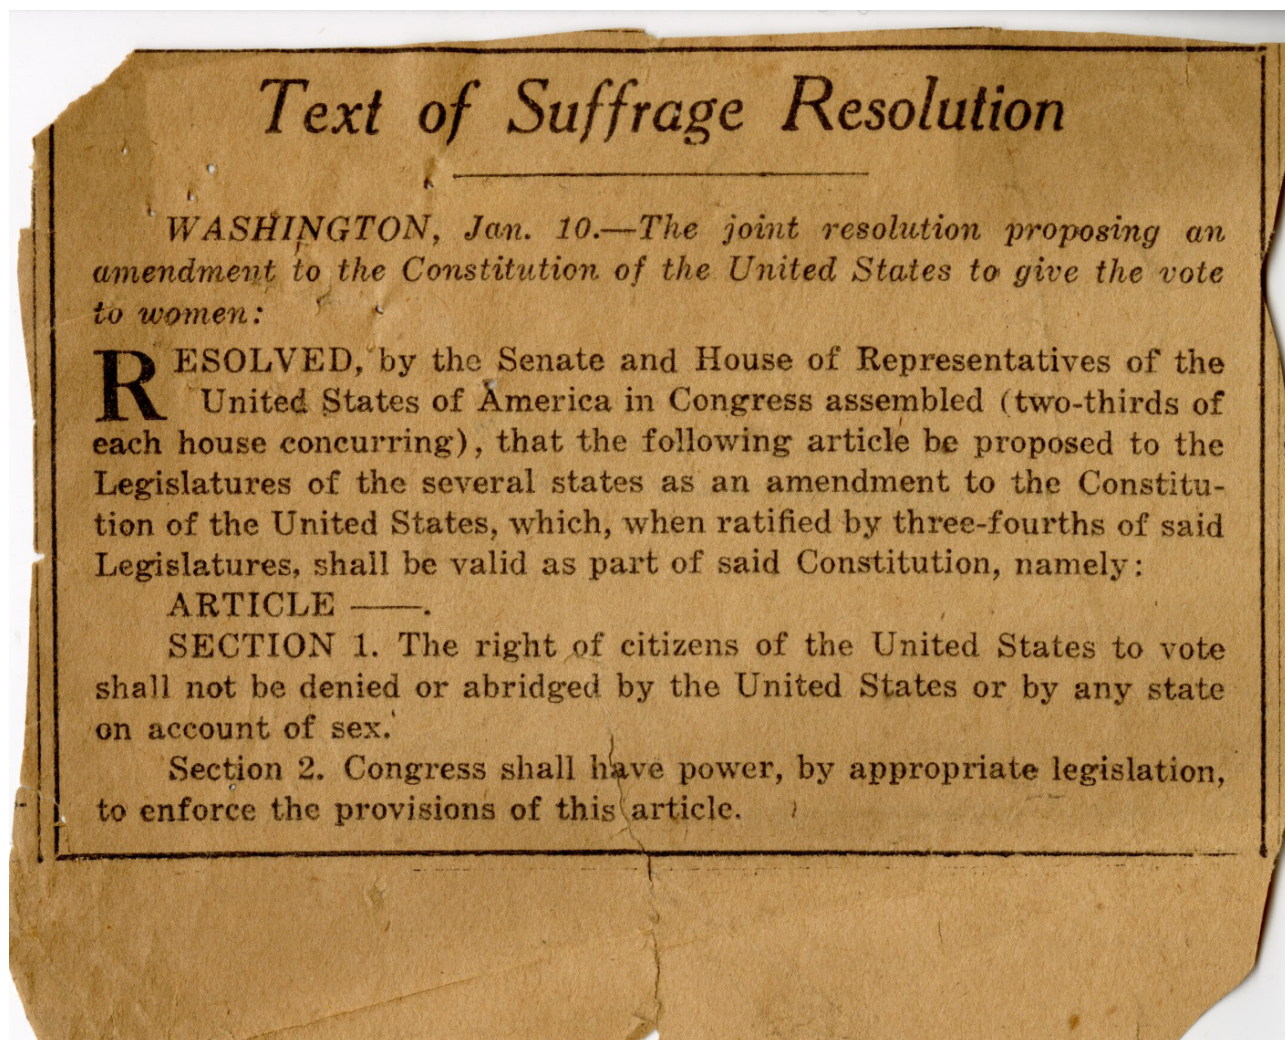 Text of Suffrage Resolution
WASHINGTON, Jan. 10.—The joint resolution proposing an
amendment to the Constitution of the United States to give the vote
to women:
RESOLVED, by the Senate and House of Representatives of the
United States of America in Congress assembled (two-thirds of
each house concurring), that the following article be proposed to the
Legislatures of the several states as an amendment to the Constitu-
tion of the United States, which, when ratified by three-fourths of said
Legislatures, shall be valid as part of said Constitution, namely:
ARTICLE ——.
SECTION 1. The right of citizens of the United States to vote
shall not be denied or abridged by the United States or by any state
on account of sex.
Section 2. Congress shall have power, by appropriate legislation,
to enforce the provisions of this article.